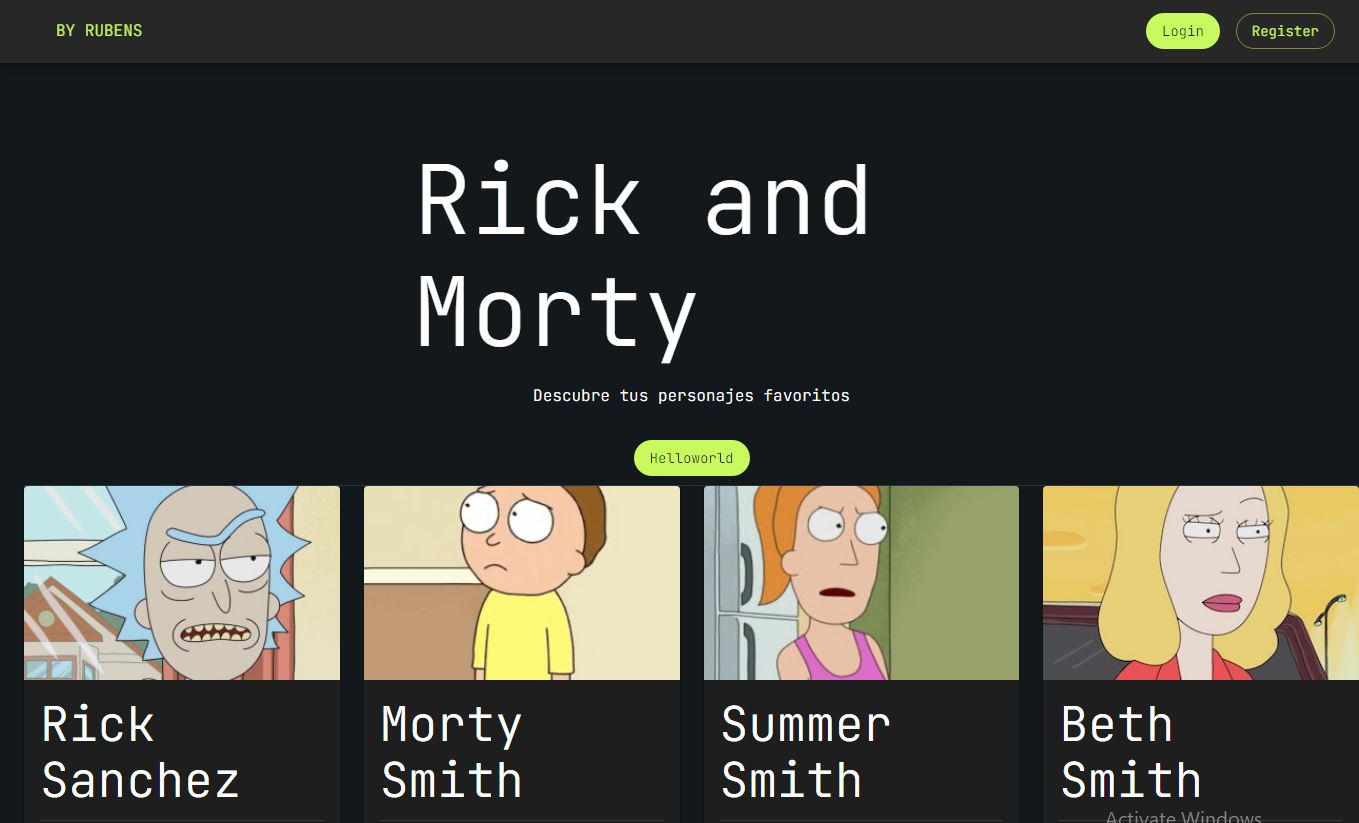 BY RUBENS
Login
Register
Rick and
Morty
Descubre tus personajes favoritos
Helloworld
Rick
Sanchez
Morty
Smith
Summer
Smith
Beth
Smith
Activate Windows